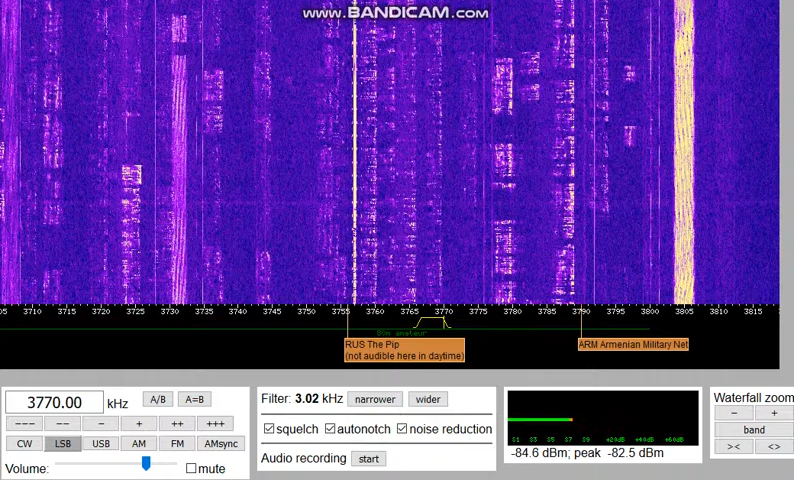 www.BANDICAM.com
05 3710 3715 3720 3725 3730 3735 3740 3745 3750 3755 3760 3765 3770 3775 3780 3785 3790 3795 3800 3805 3810 3815
80m amateur
RUS The Pip
(not audible here in daytime)
ARM Armenian Military Net
3770.00 kHz A/B A=B
--- -- - + ++ +++
CW LSB USB AM FM AMsync
Volume: mute
Filter: 3.02 kHz narrower wider
squelch autonotch noise reduction
Audio recording start
S1 S3 S5 S7 S9 +20dB +40dB +60dB
-84.6 dBm; peak -82.5 dBm
Waterfall zoom
- +
band
>< <>